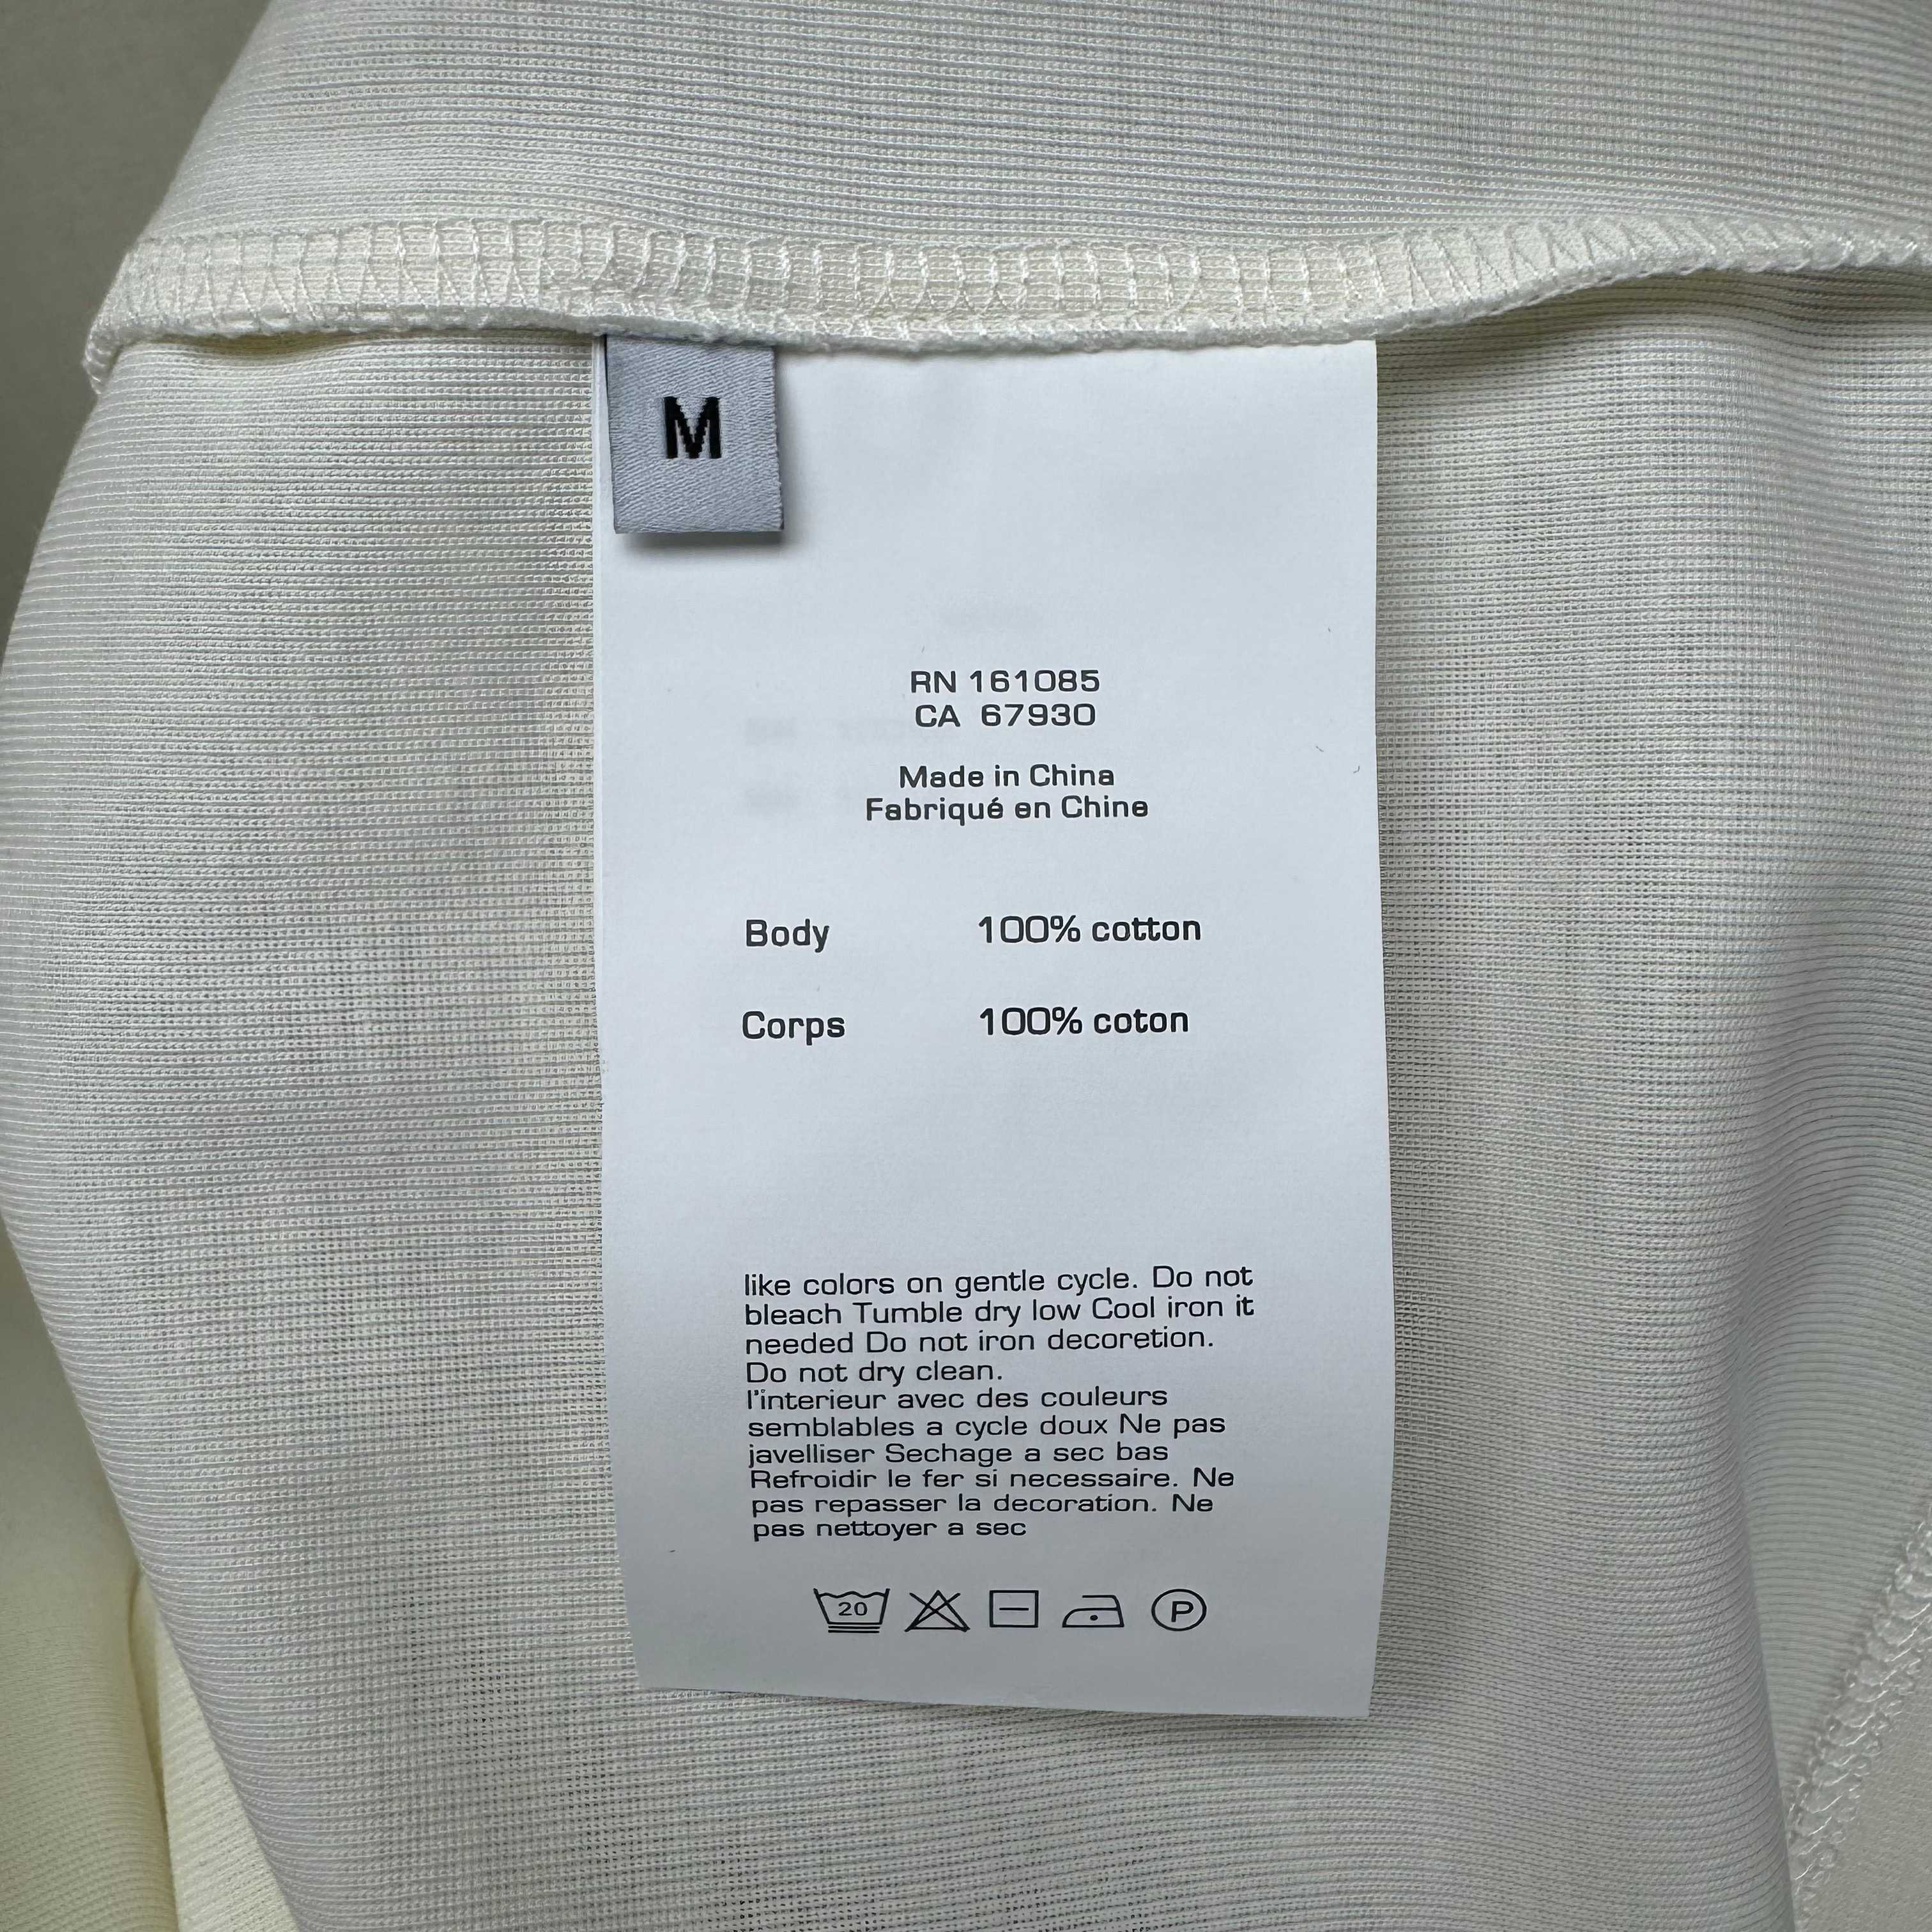 M
RN 161085
CA 67930
Made in China
Fabriqué en Chine
Body 100% cotton
Corps 100% coton
like colors on gentle cycle. Do not
bleach Tumble dry low Cool iron it
needed Do not iron decoretion.
Do not dry clean.
l'interieur avec des couleurs
semblables a cycle doux Ne pas
javelliser Sechage a sec bas
Refroidir le fer si necessaire. Ne
pas repasser la decoration. Ne
pas nettoyer a sec
20 P